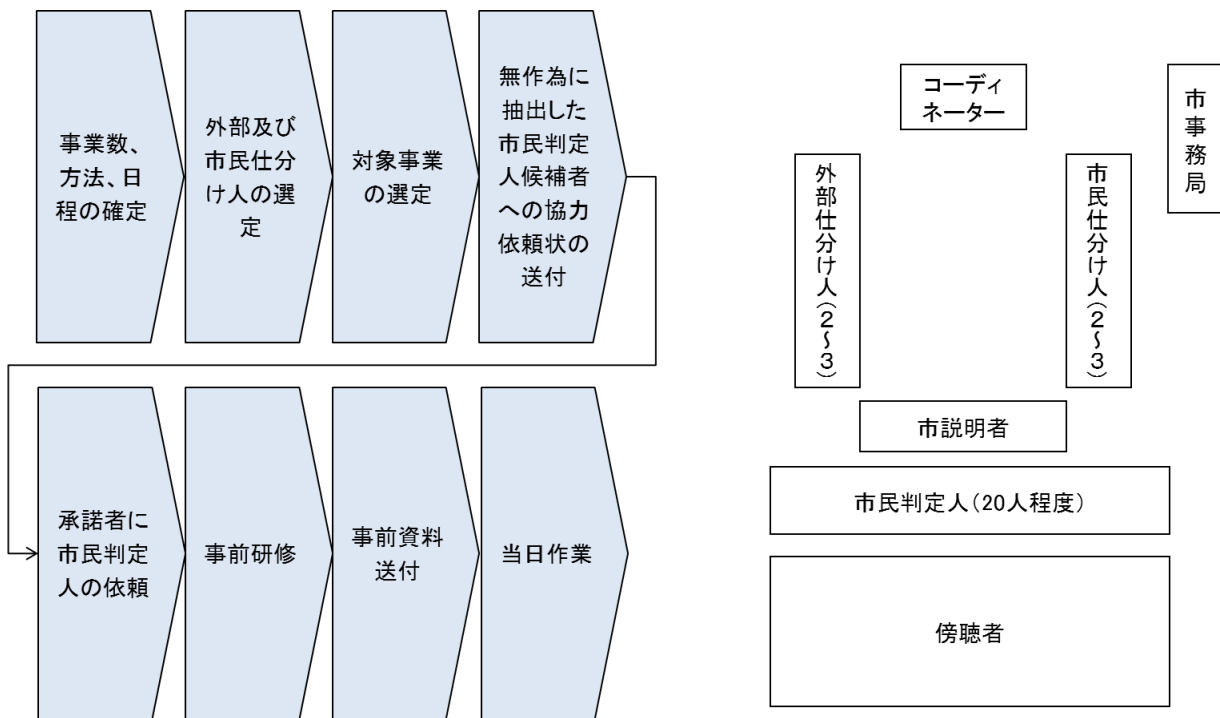 事業数、
方法、日
程の確定
外部及び
市民仕分
け人の選
定
対象事業
の選定
無作為に
抽出した
市民判定
人候補者
への協力
依頼状の
送付
承諾者に
市民判定
人の依頼
事前研修
事前資料
送付
当日作業
コーディ
ネーター
市事務局
外部仕分け人(2~3)
市民仕分け人(2~3)
市説明者
市民判定人(20人程度)
傍聴者